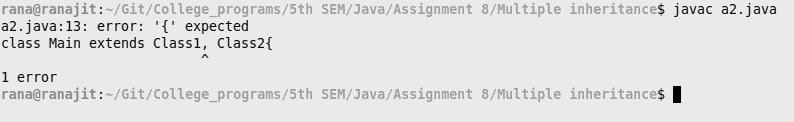 rana@ranajit:~/Git/College_programs/5th SEM/Java/Assignment 8/Multiple inheritance$ javac a2.java
a2.java:13: error: '{' expected
class Main extends Class1, Class2{
^
1 error
rana@ranajit:~/Git/College_programs/5th SEM/Java/Assignment 8/Multiple inheritance$